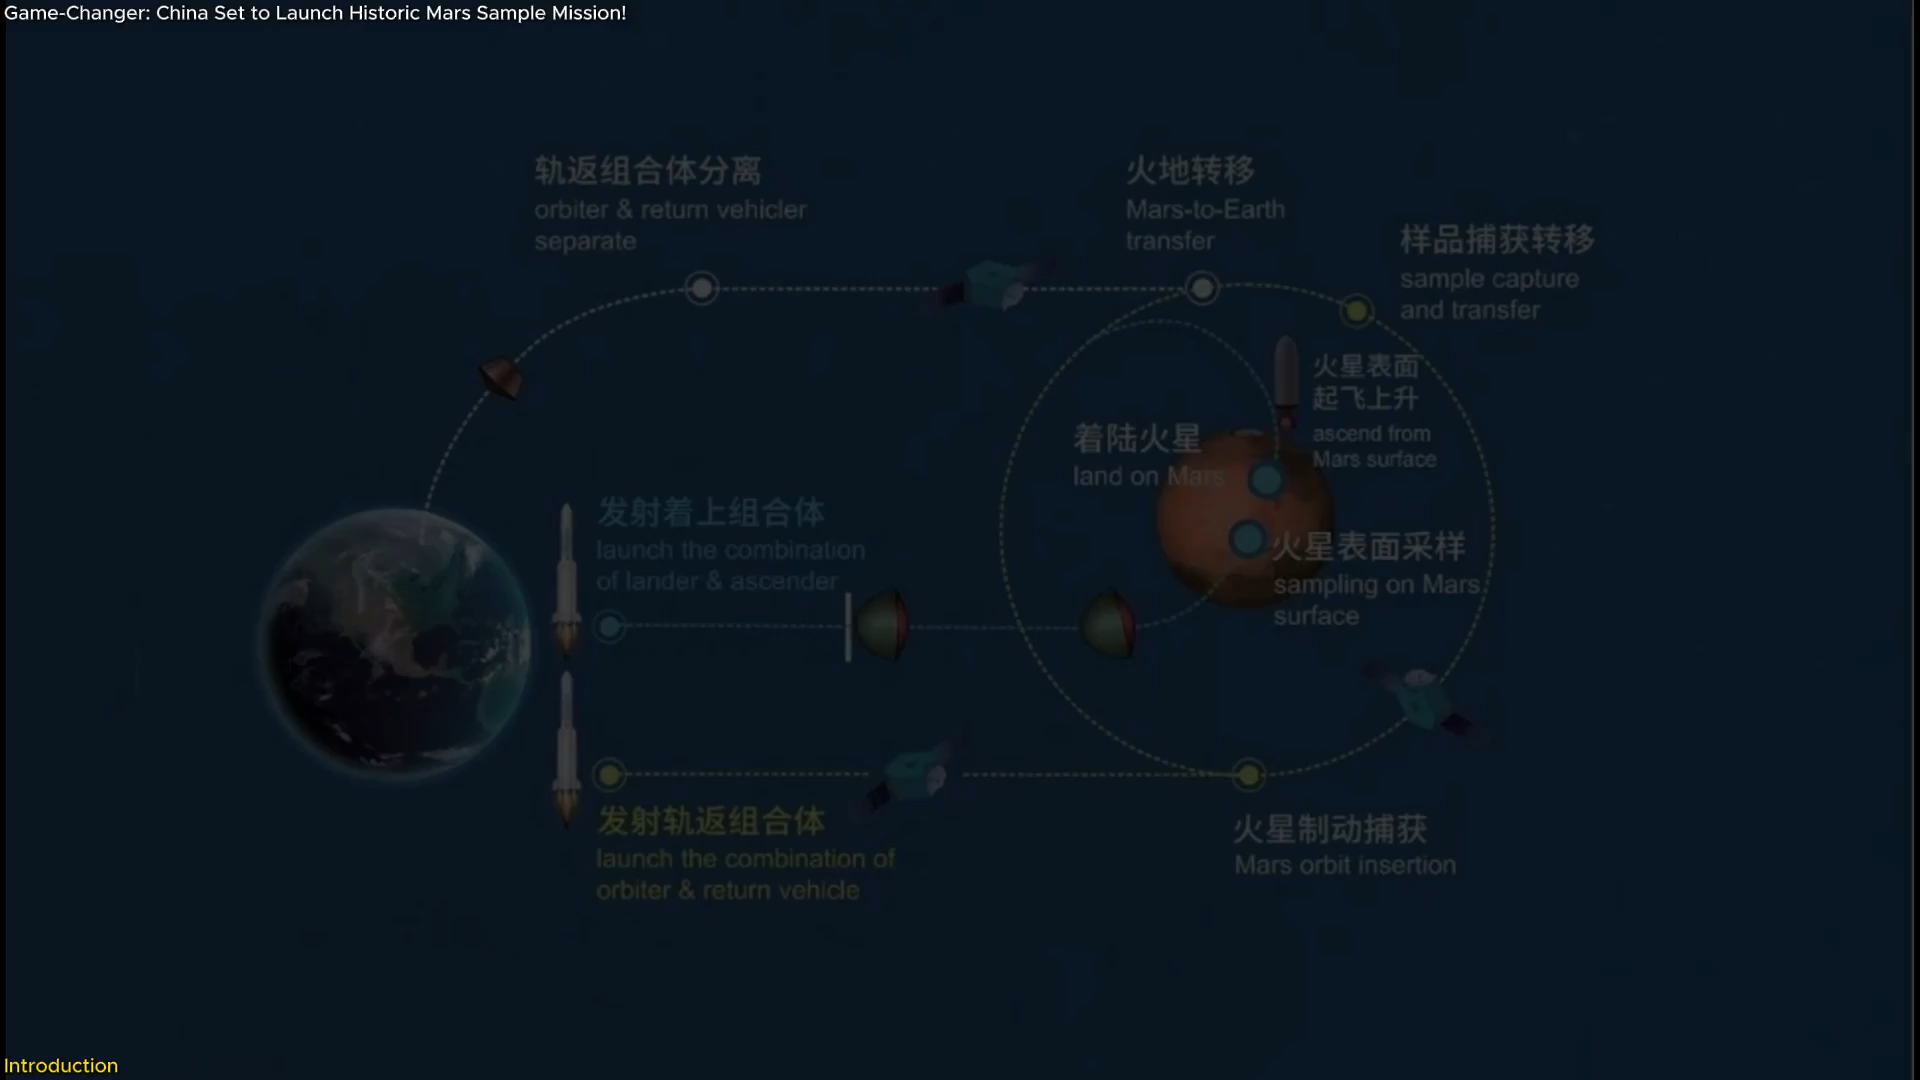 Game-Changer: China Set to Launch Historic Mars Sample Mission!
轨返组合体分离
orbiter & return vehicler
separate
火地转移
Mars-to-Earth
transfer
样品捕获转移
sample capture
and transfer
火星表面
起飞上升
ascend from
Mars surface
着陆火星
land on Mars
发射着上组合体
launch the combination
of lander & ascender
火星表面采样
sampling on Mars
surface
发射轨返组合体
launch the combination of
orbiter & return vehicle
火星制动捕获
Mars orbit insertion
Introduction